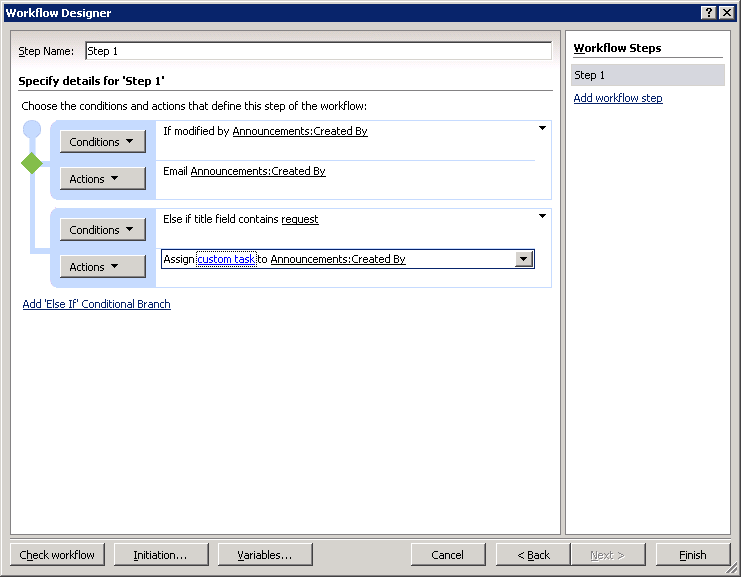 Workflow Designer
Step Name: Step 1
Specify details for 'Step 1'
Choose the conditions and actions that define this step of the workflow:
Conditions
If modified by Announcements:Created By
Actions
Email Announcements:Created By
Conditions
Else if title field contains request
Actions
Assign custom task to Announcements:Created By
Add 'Else If' Conditional Branch
Workflow Steps
Step 1
Add workflow step
Check workflow
Initiation...
Variables...
Cancel
< Back
Next >
Finish